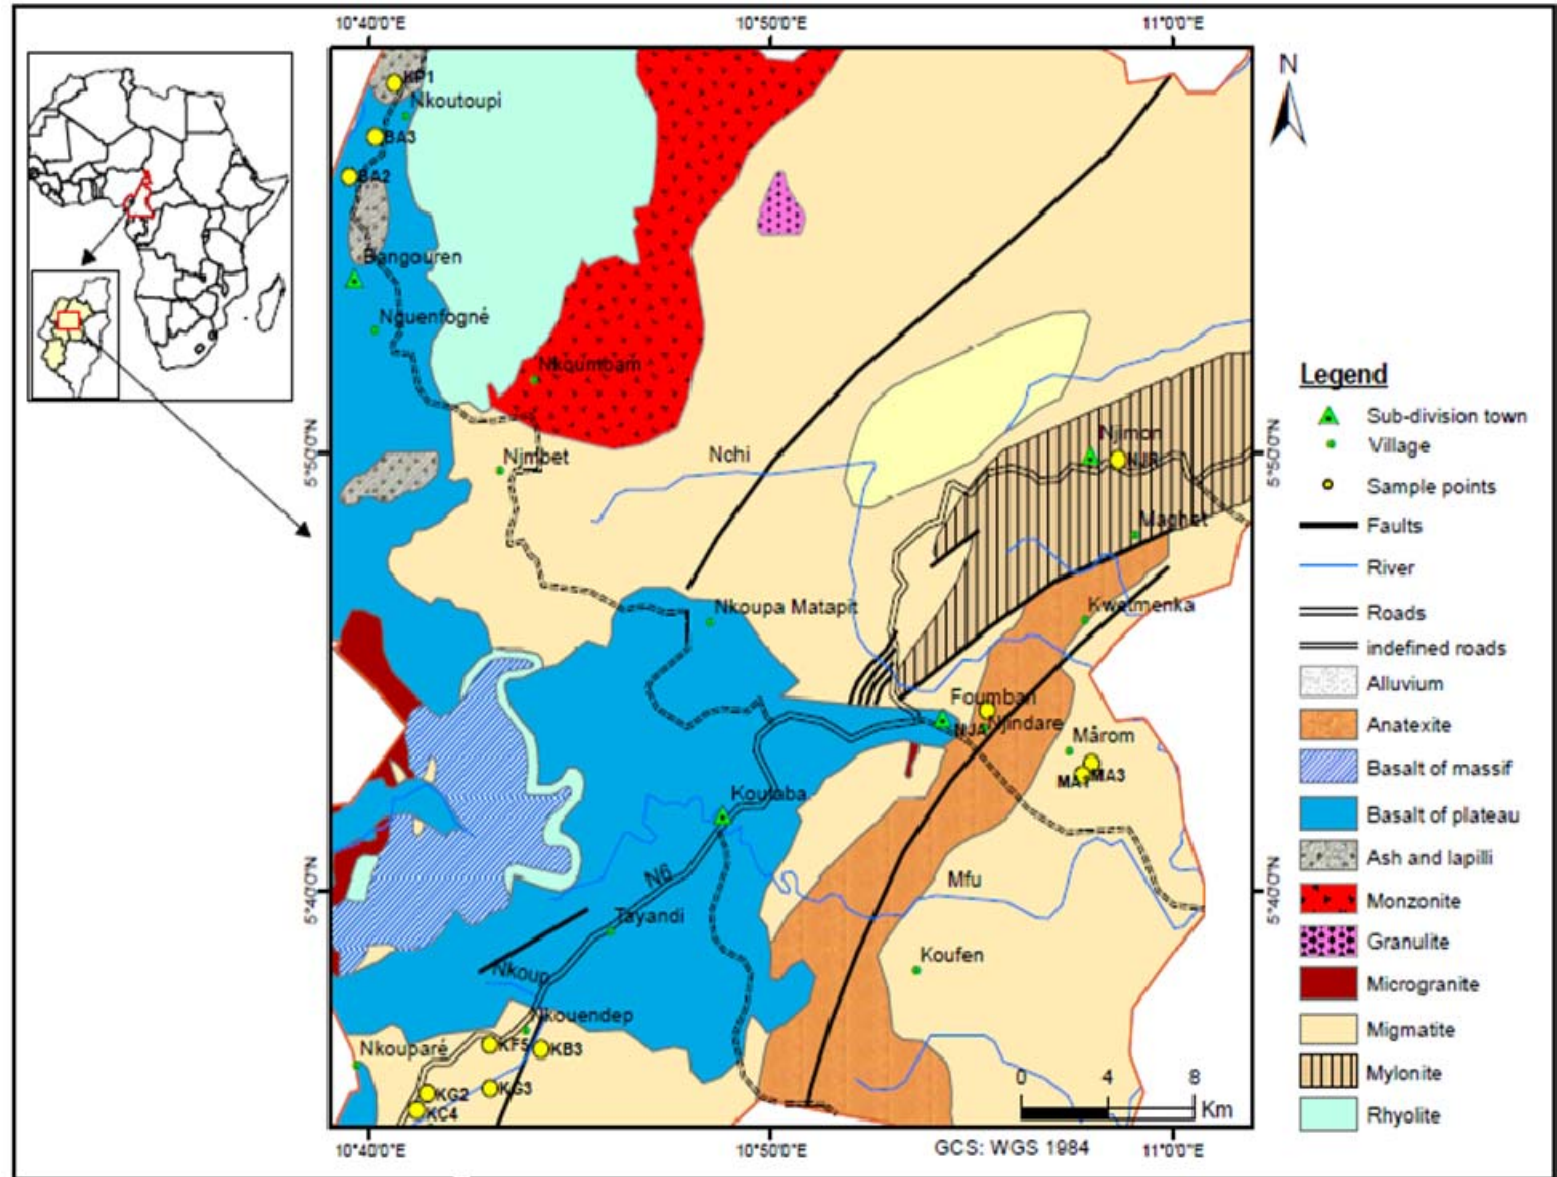 10°40'0"E
10°50'0"E
11°0'0"E
N
KP1
Nkoutoupi
BA3
BA2
Bangouren
Nguenfogné
Nkoumbam
Njimbet
Nchi
Njimon
NJR
Maghet
5°50'0"N
5°50'0"N
Nkoupa Matapit
Kwetmenka
Foumban
NJA
Njindare
Mårom
MA1
MA3
Koutaba
N6
Mfu
5°40'0"N
5°40'0"N
Tayandi
Koufen
Nkoup
Nkouendep
Nkouparé
KF5
KB3
KG2
KG3
KC4
0 4 8
Km
10°40'0"E
10°50'0"E
GCS: WGS 1984
11°0'0"E
Legend
Sub-division town
Village
Sample points
Faults
River
Roads
indefined roads
Alluvium
Anatexite
Basalt of massif
Basalt of plateau
Ash and lapilli
Monzonite
Granulite
Microgranite
Migmatite
Mylonite
Rhyolite